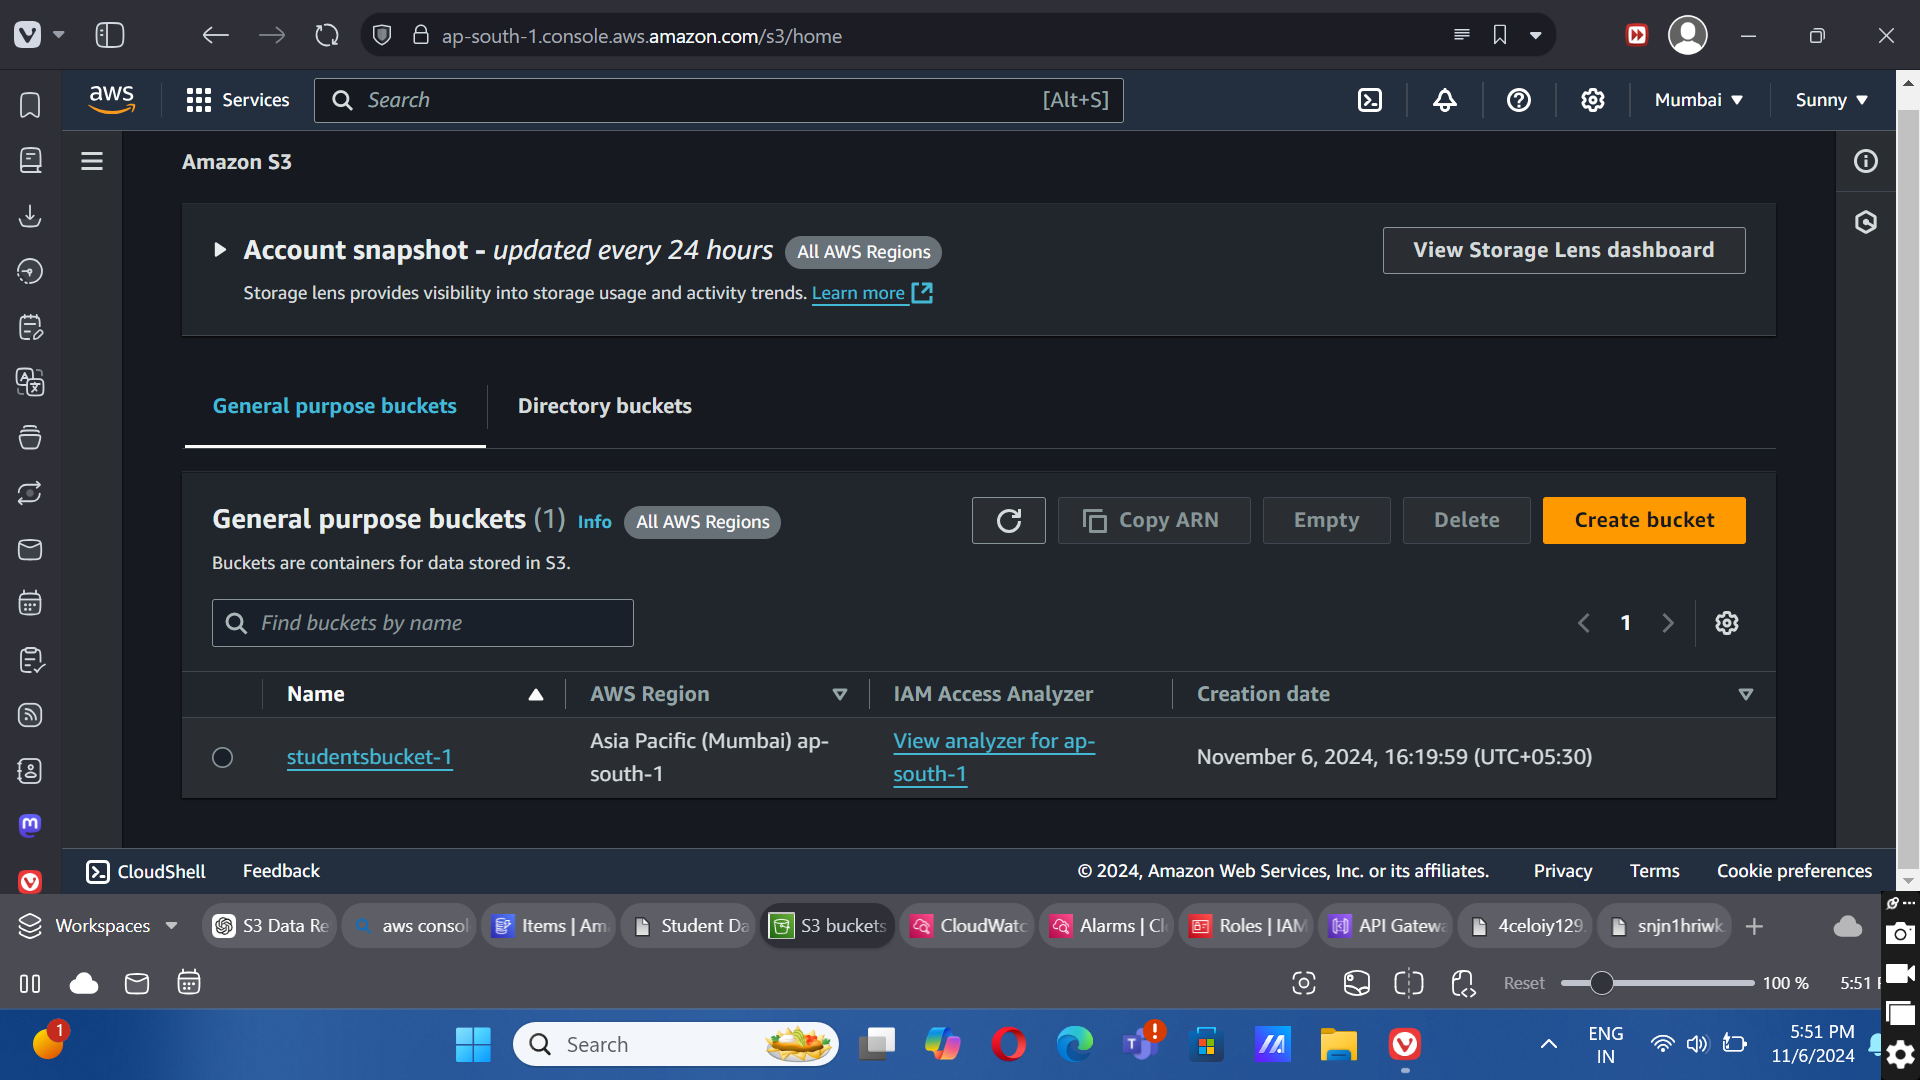 ap-south-1.console.aws.amazon.com/s3/home
aws
Services
Search
[Alt+S]
Mumbai
Sunny
Amazon S3
Account snapshot - updated every 24 hours
All AWS Regions
View Storage Lens dashboard
Storage lens provides visibility into storage usage and activity trends. Learn more
General purpose buckets
Directory buckets
General purpose buckets (1)
Info
All AWS Regions
Copy ARN
Empty
Delete
Create bucket
Buckets are containers for data stored in S3.
Find buckets by name
1
Name
AWS Region
IAM Access Analyzer
Creation date
studentsbucket-1
Asia Pacific (Mumbai) ap-
south-1
View analyzer for ap-
south-1
November 6, 2024, 16:19:59 (UTC+05:30)
CloudShell
Feedback
© 2024, Amazon Web Services, Inc. or its affiliates.
Privacy
Terms
Cookie preferences
Workspaces
S3 Data Re
aws consol
Items | Am
Student Da
S3 buckets
CloudWatc
Alarms | Cl
Roles | IAM
API Gatewa
4celoiy129.
snjn1hriwk.
Reset
100 %
5:51
1
Search
ENG
IN
5:51 PM
11/6/2024